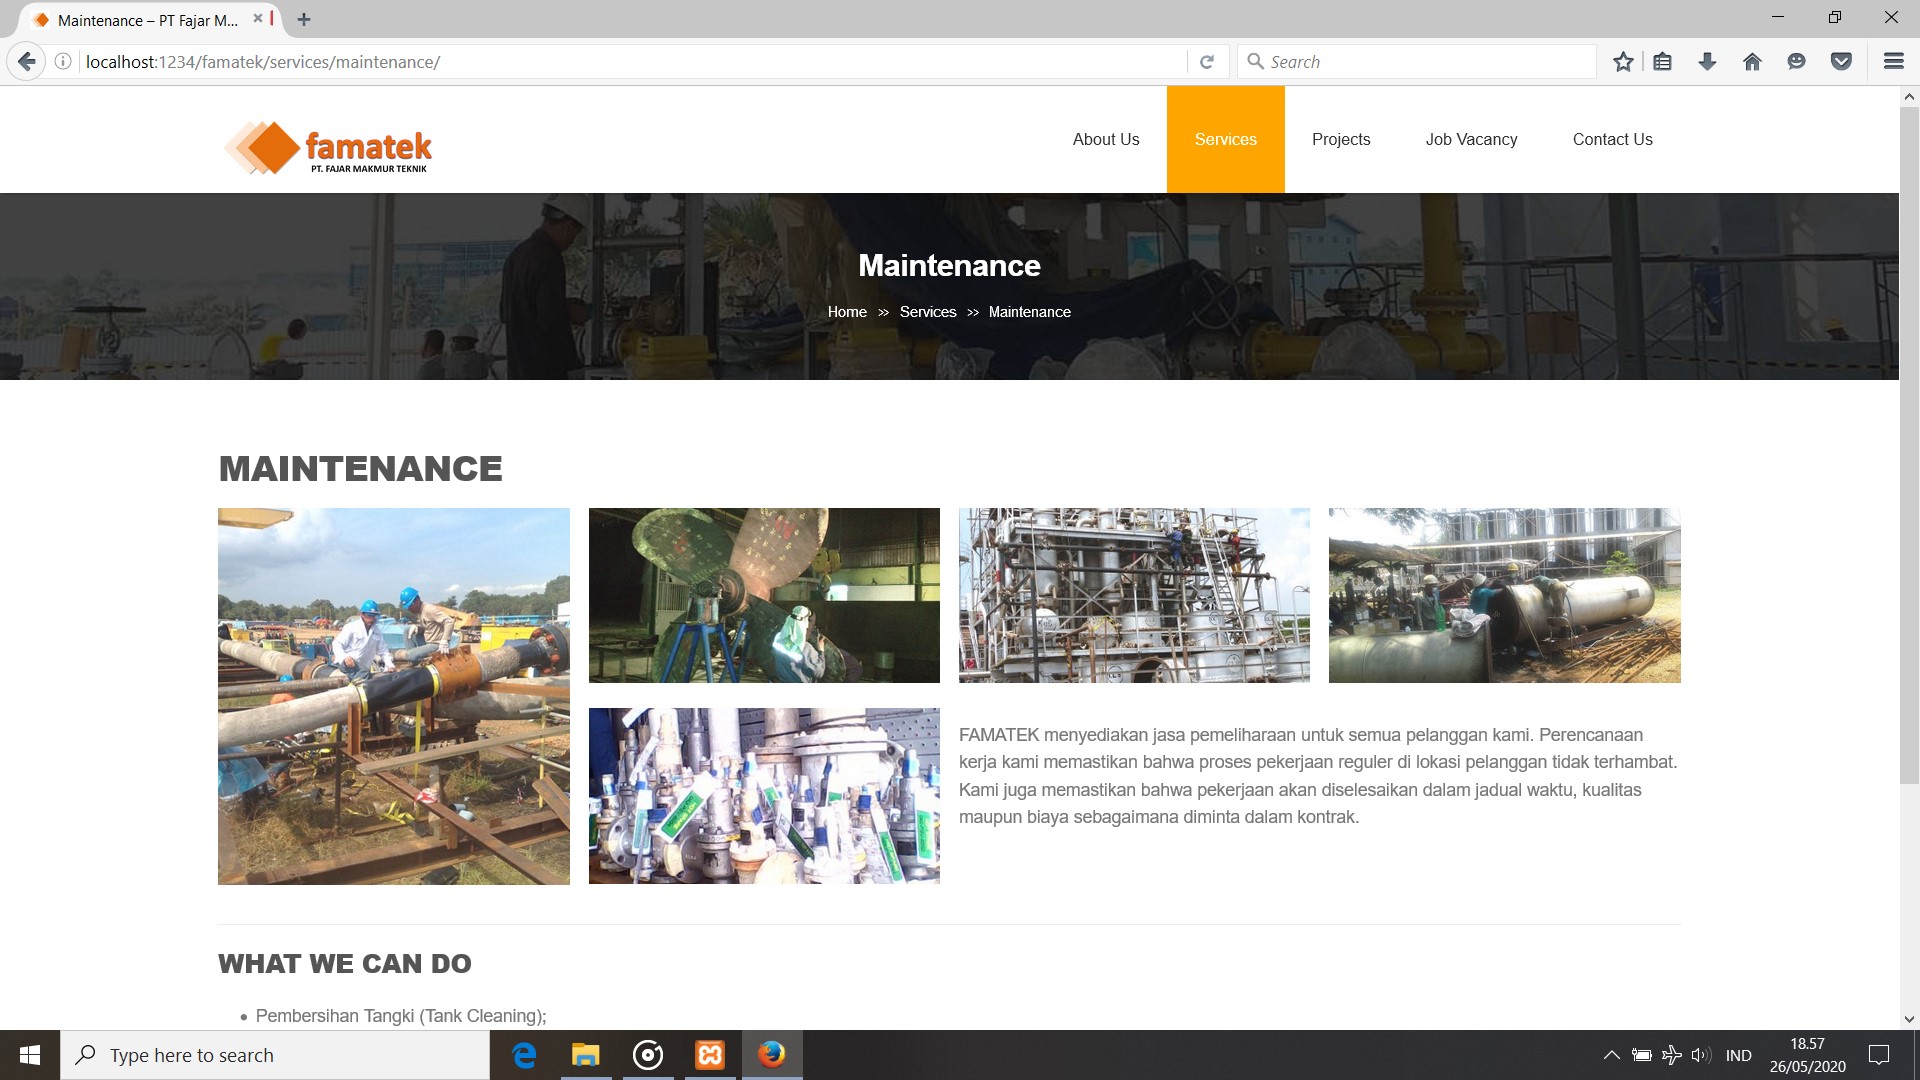 Maintenance – PT Fajar M...
localhost:1234/famatek/services/maintenance/
Search
famatek
PT. FAJAR MAKMUR TEKNIK
About Us
Services
Projects
Job Vacancy
Contact Us
Maintenance
Home >> Services >> Maintenance
MAINTENANCE
FAMATEK menyediakan jasa pemeliharaan untuk semua pelanggan kami. Perencanaan
kerja kami memastikan bahwa proses pekerjaan reguler di lokasi pelanggan tidak terhambat.
Kami juga memastikan bahwa pekerjaan akan diselesaikan dalam jadual waktu, kualitas
maupun biaya sebagaimana diminta dalam kontrak.
WHAT WE CAN DO
• Pembersihan Tangki (Tank Cleaning);
Type here to search
IND
18.57
26/05/2020